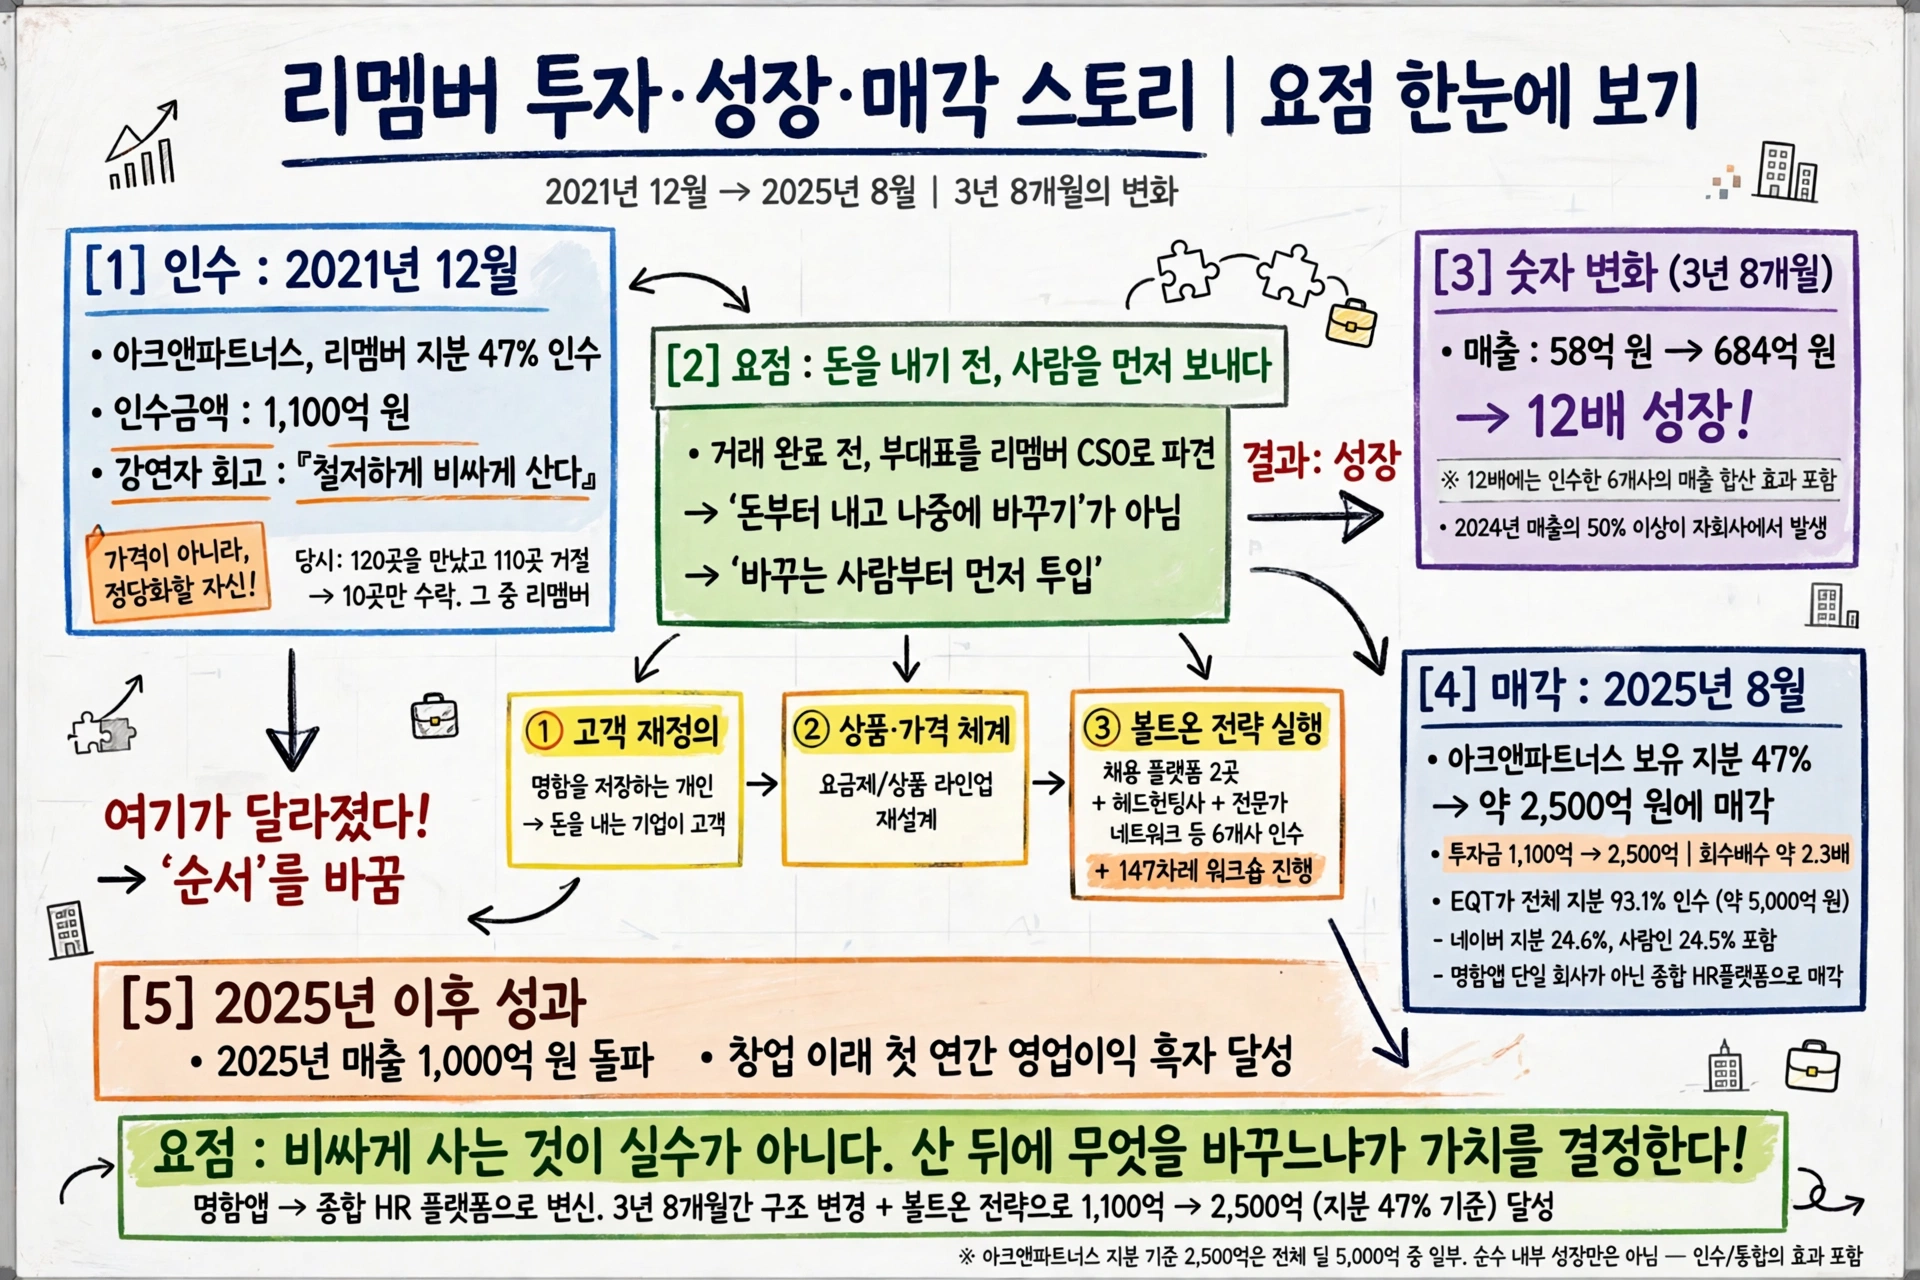 리멤버 투자·성장·매각 스토리 | 요점 한눈에 보기
2021년 12월 → 2025년 8월 | 3년 8개월의 변화
[1] 인수 : 2021년 12월
• 아크앤파트너스, 리멤버 지분 47% 인수
• 인수금액 : 1,100억 원
• 강연자 회고 : 『철저하게 비싸게 산다』
가격이 아니라,
정당화할 자신!
당시: 120곳을 만났고 110곳 거절
→ 10곳만 수락. 그 중 리멤버
여기가 달라졌다!
→ ‘순서’를 바꿈
[2] 요점 : 돈을 내기 전, 사람을 먼저 보내다
• 거래 완료 전, 부대표를 리멤버 CSO로 파견
→ ‘돈부터 내고 나중에 바꾸기’가 아님
→ ‘바꾸는 사람부터 먼저 투입’
결과: 성장
① 고객 재정의
명함을 저장하는 개인
→ 돈을 내는 기업이 고객
② 상품·가격 체계
요금제/상품 라인업
재설계
③ 볼트온 전략 실행
채용 플랫폼 2곳
+ 헤드헌팅사 + 전문가
네트워크 등 6개사 인수
+ 147차례 워크숍 진행
[3] 숫자 변화 (3년 8개월)
• 매출 : 58억 원 → 684억 원
→ 12배 성장!
※ 12배에는 인수한 6개사의 매출 합산 효과 포함
• 2024년 매출의 50% 이상이 자회사에서 발생
[4] 매각 : 2025년 8월
• 아크앤파트너스 보유 지분 47%
→ 약 2,500억 원에 매각
• 투자금 1,100억 → 2,500억 | 회수배수 약 2.3배
• EQT가 전체 지분 93.1% 인수 (약 5,000억 원)
- 네이버 지분 24.6%, 사람인 24.5% 포함
- 명함앱 단일 회사가 아닌 종합 HR플랫폼으로 매각
[5] 2025년 이후 성과
• 2025년 매출 1,000억 원 돌파 • 창업 이래 첫 연간 영업이익 흑자 달성
요점 : 비싸게 사는 것이 실수가 아니다. 산 뒤에 무엇을 바꾸느냐가 가치를 결정한다!
명함앱 → 종합 HR 플랫폼으로 변신. 3년 8개월간 구조 변경 + 볼트온 전략으로 1,100억 → 2,500억 (지분 47% 기준) 달성
※ 아크앤파트너스 지분 기준 2,500억은 전체 딜 5,000억 중 일부. 순수 내부 성장만은 아님 — 인수/통합의 효과 포함